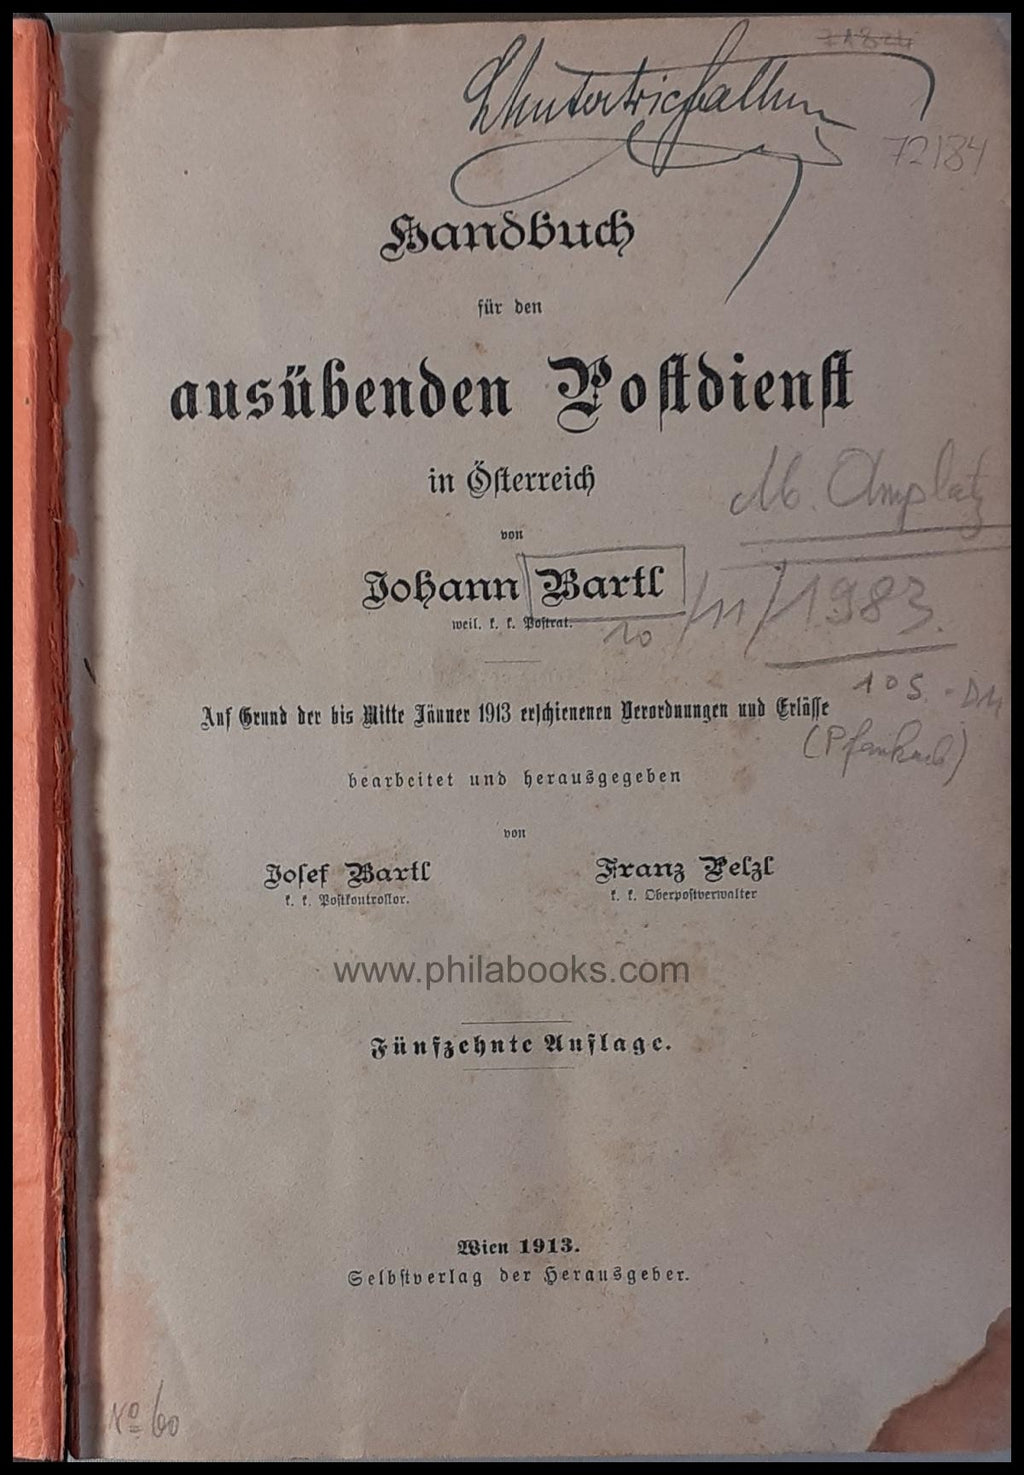 72184
Handbuch
für den
ausübenden Postdienst
in Österreich
M. Amplatz
von
Johann Bartl
weil. k. k. Postrat.
10/11/1983.
105.-DM
Auf Grund der bis Mitte Jänner 1913 erschienenen Verordnungen und Erlässe
bearbeitet und herausgegeben
von
Josef Bartl
k. k. Postkontrollor.
Franz Pelzl
k. k. Oberpostverwalter
www.philabooks.com
Fünfzehnte Auflage.
Wien 1913.
Selbstverlag der Herausgeber.
No 60